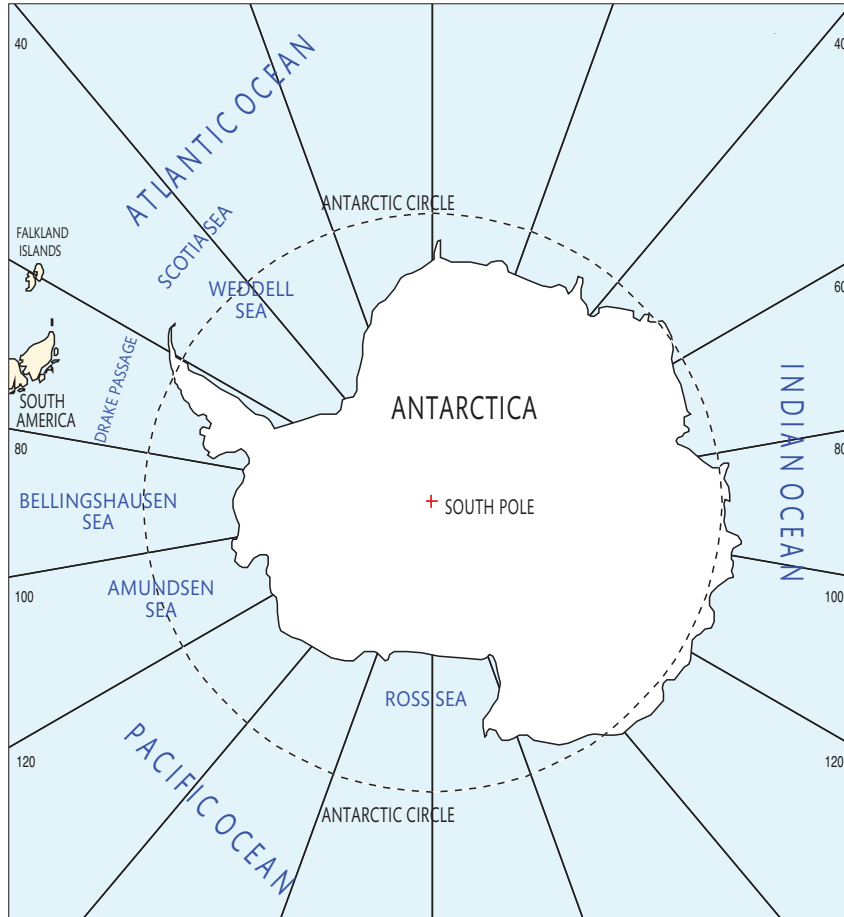 40
40
ATLANTIC OCEAN
ANTARCTIC CIRCLE
SCOTIA SEA
FALKLAND
ISLANDS
WEDDELL
SEA
60
DRAKE PASSAGE
INDIAN OCEAN
SOUTH
AMERICA
ANTARCTICA
80
80
BELLINGSHAUSEN
SEA
SOUTH POLE
AMUNDSEN
SEA
100
100
ROSS SEA
PACIFIC OCEAN
120
120
ANTARCTIC CIRCLE